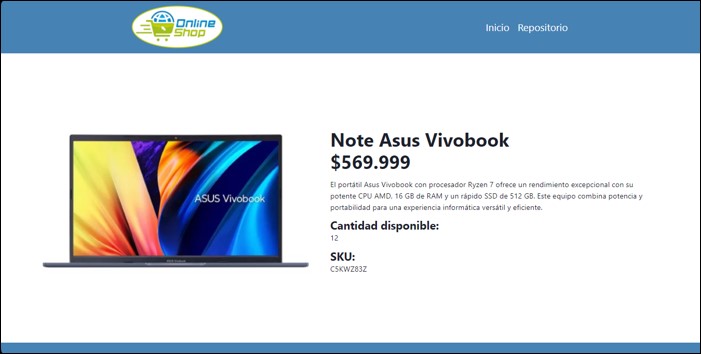 Online
Shop
Inicio Repositorio
ASUS Vivobook
Note Asus Vivobook
$569.999
El portátil Asus Vivobook con procesador Ryzen 7 ofrece un rendimiento excepcional con su
potente CPU AMD, 16 GB de RAM y un rápido SSD de 512 GB. Este equipo combina potencia y
portabilidad para una experiencia informática versátil y eficiente.
Cantidad disponible:
12
SKU:
C5KWZ83Z